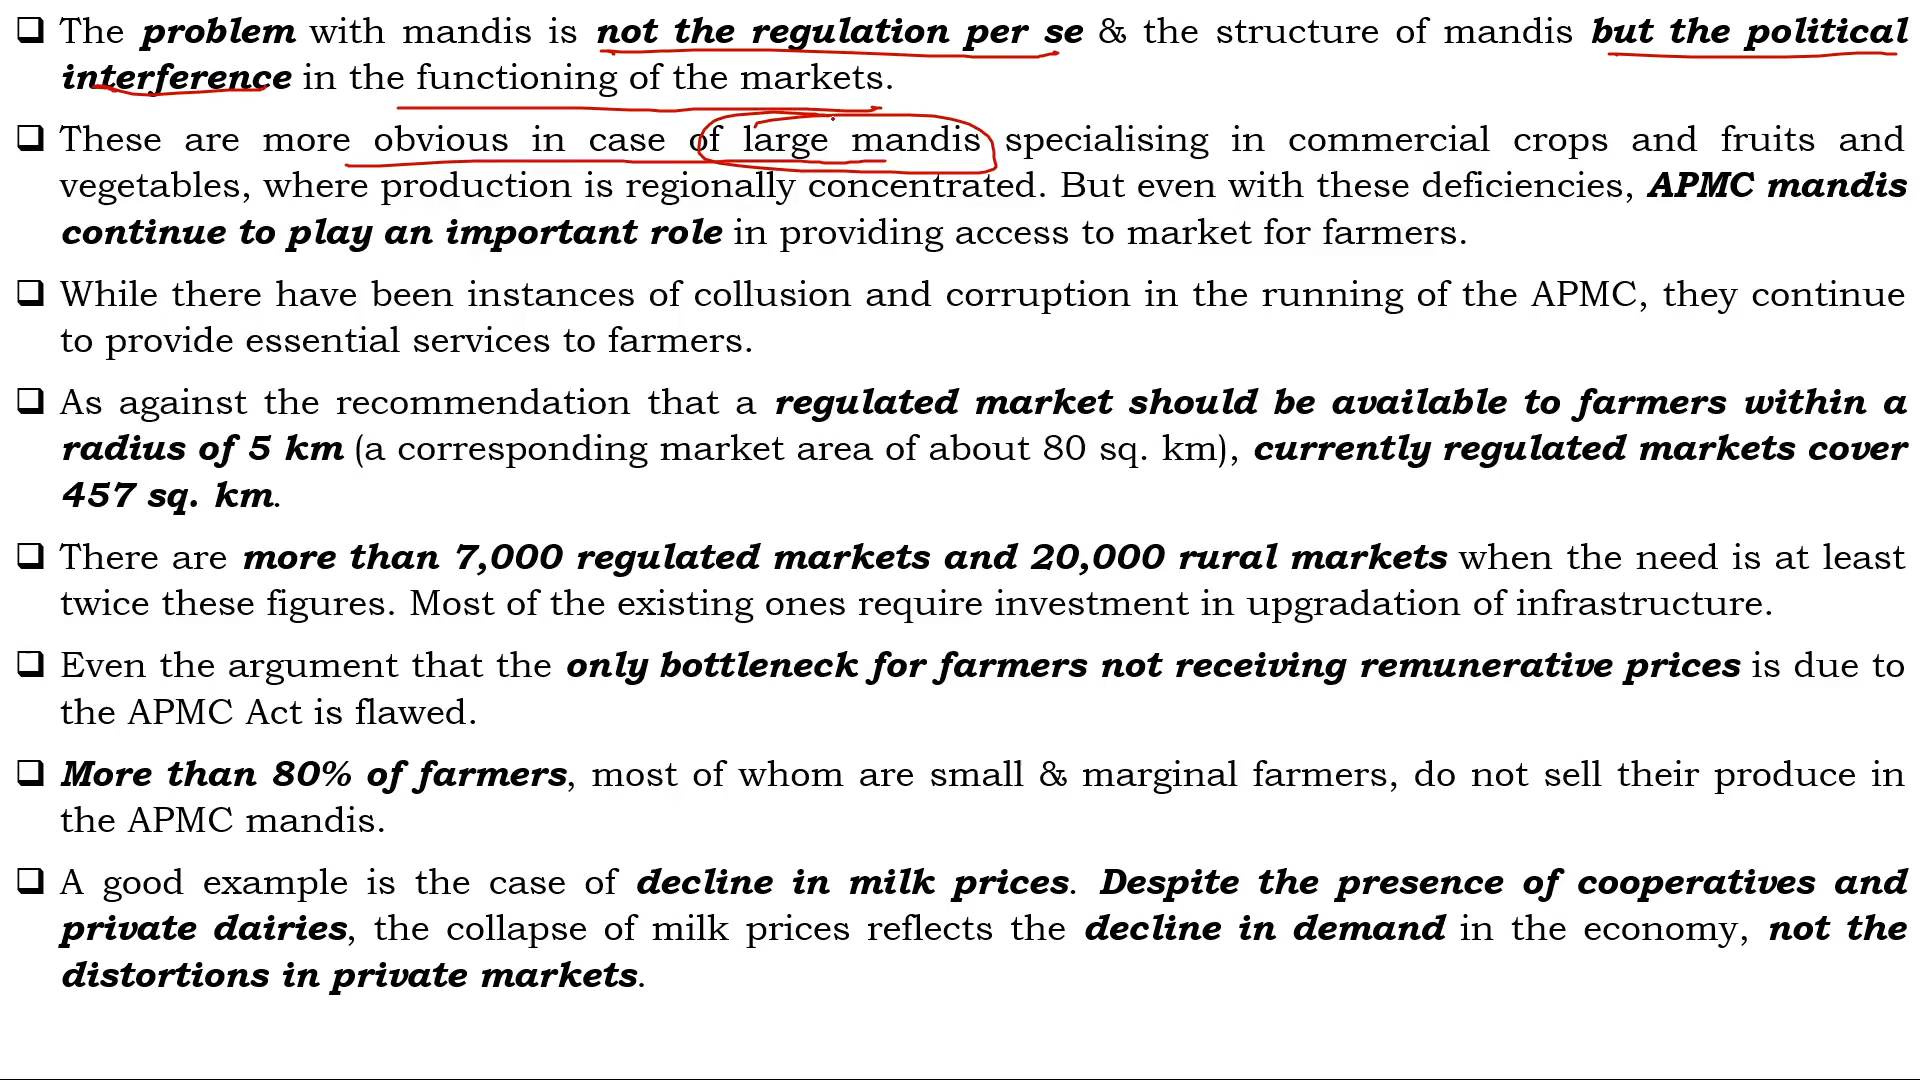 ❑ The problem with mandis is not the regulation per se & the structure of mandis but the political
interference in the functioning of the markets.
❑ These are more obvious in case of large mandis specialising in commercial crops and fruits and
vegetables, where production is regionally concentrated. But even with these deficiencies, APMC mandis
continue to play an important role in providing access to market for farmers.
❑ While there have been instances of collusion and corruption in the running of the APMC, they continue
to provide essential services to farmers.
❑ As against the recommendation that a regulated market should be available to farmers within a
radius of 5 km (a corresponding market area of about 80 sq. km), currently regulated markets cover
457 sq. km.
❑ There are more than 7,000 regulated markets and 20,000 rural markets when the need is at least
twice these figures. Most of the existing ones require investment in upgradation of infrastructure.
❑ Even the argument that the only bottleneck for farmers not receiving remunerative prices is due to
the APMC Act is flawed.
❑ More than 80% of farmers, most of whom are small & marginal farmers, do not sell their produce in
the APMC mandis.
❑ A good example is the case of decline in milk prices. Despite the presence of cooperatives and
private dairies, the collapse of milk prices reflects the decline in demand in the economy, not the
distortions in private markets.